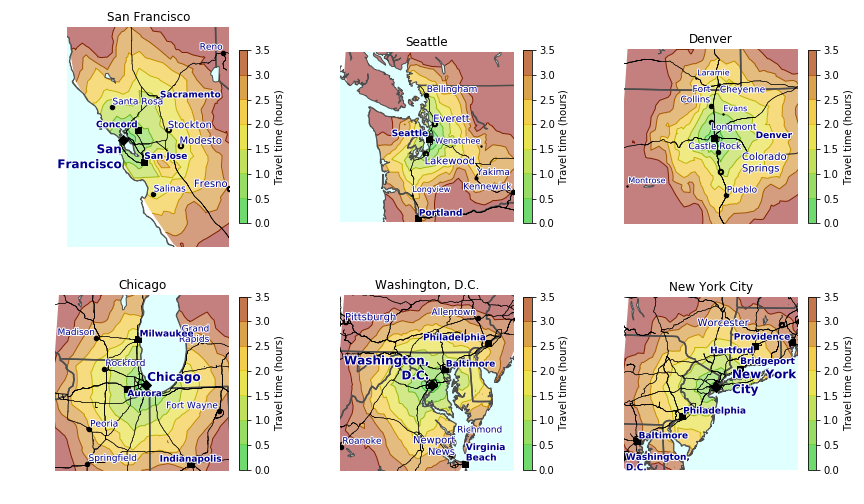 San Francisco
Reno
Sacramento
Santa Rosa
Concord
Stockton
Modesto
San
Francisco
San Jose
Fresno
Salinas
3.5
3.0
2.5
2.0
1.5
1.0
0.5
0.0
Travel time (hours)
Seattle
Bellingham
Everett
Seattle
Wenatchee
Lakewood
Yakima
Longview
Kennewick
Portland
3.5
3.0
2.5
2.0
1.5
1.0
0.5
0.0
Travel time (hours)
Denver
Laramie
Fort
Collins
Cheyenne
Evans
Longmont
Denver
Castle Rock
Colorado
Springs
Montrose
Pueblo
3.5
3.0
2.5
2.0
1.5
1.0
0.5
0.0
Travel time (hours)
Chicago
Madison
Milwaukee
Grand
Rapids
Rockford
Chicago
Aurora
Fort Wayne
Peoria
Springfield
Indianapolis
3.5
3.0
2.5
2.0
1.5
1.0
0.5
0.0
Travel time (hours)
Washington, D.C.
Pittsburgh
Allentown
Philadelphia
Washington,
D.C.
Baltimore
Richmond
Roanoke
Newport
News
Virginia
Beach
3.5
3.0
2.5
2.0
1.5
1.0
0.5
0.0
Travel time (hours)
New York City
Worcester
Providence
Hartford
Bridgeport
New York
City
Philadelphia
Baltimore
Washington,
D.C.
3.5
3.0
2.5
2.0
1.5
1.0
0.5
0.0
Travel time (hours)